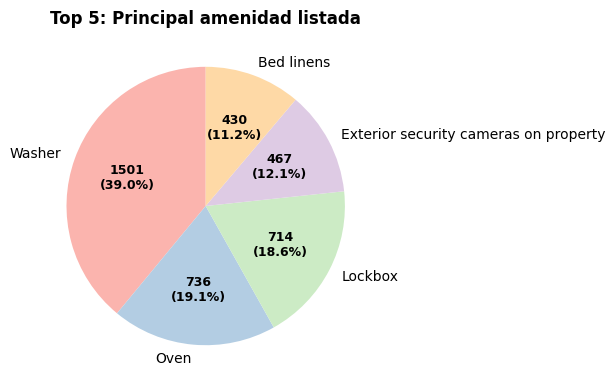 Top 5: Principal amenidad listada
Bed linens
430
(11.2%)
Exterior security cameras on property
467
(12.1%)
Washer
1501
(39.0%)
714
(18.6%)
Lockbox
736
(19.1%)
Oven